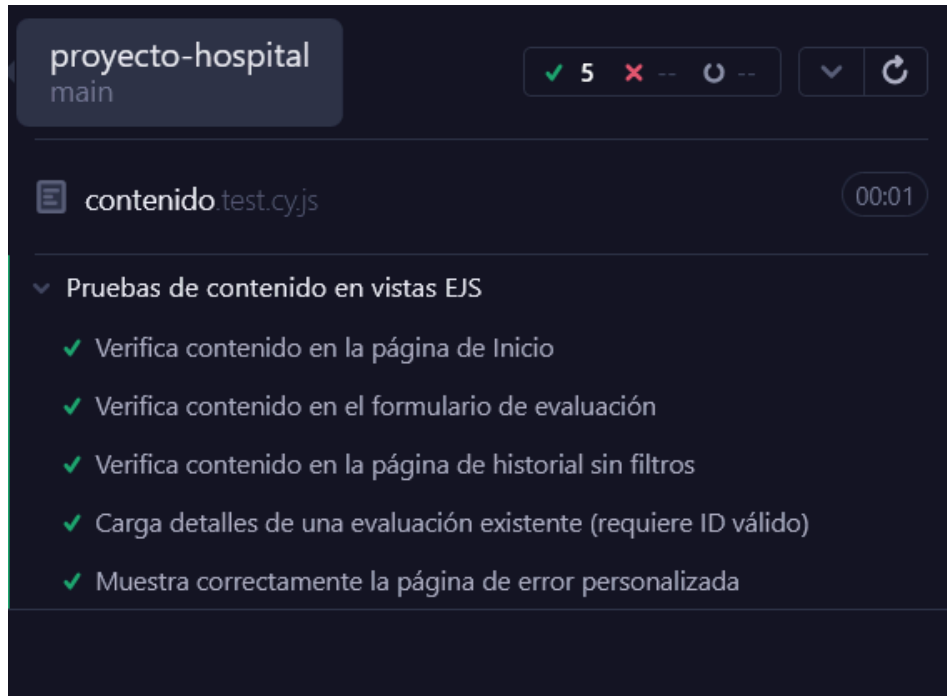 proyecto-hospital
main
5 -- --
contenido.test.cy.js
00:01
Pruebas de contenido en vistas EJS
Verifica contenido en la página de Inicio
Verifica contenido en el formulario de evaluación
Verifica contenido en la página de historial sin filtros
Carga detalles de una evaluación existente (requiere ID válido)
Muestra correctamente la página de error personalizada